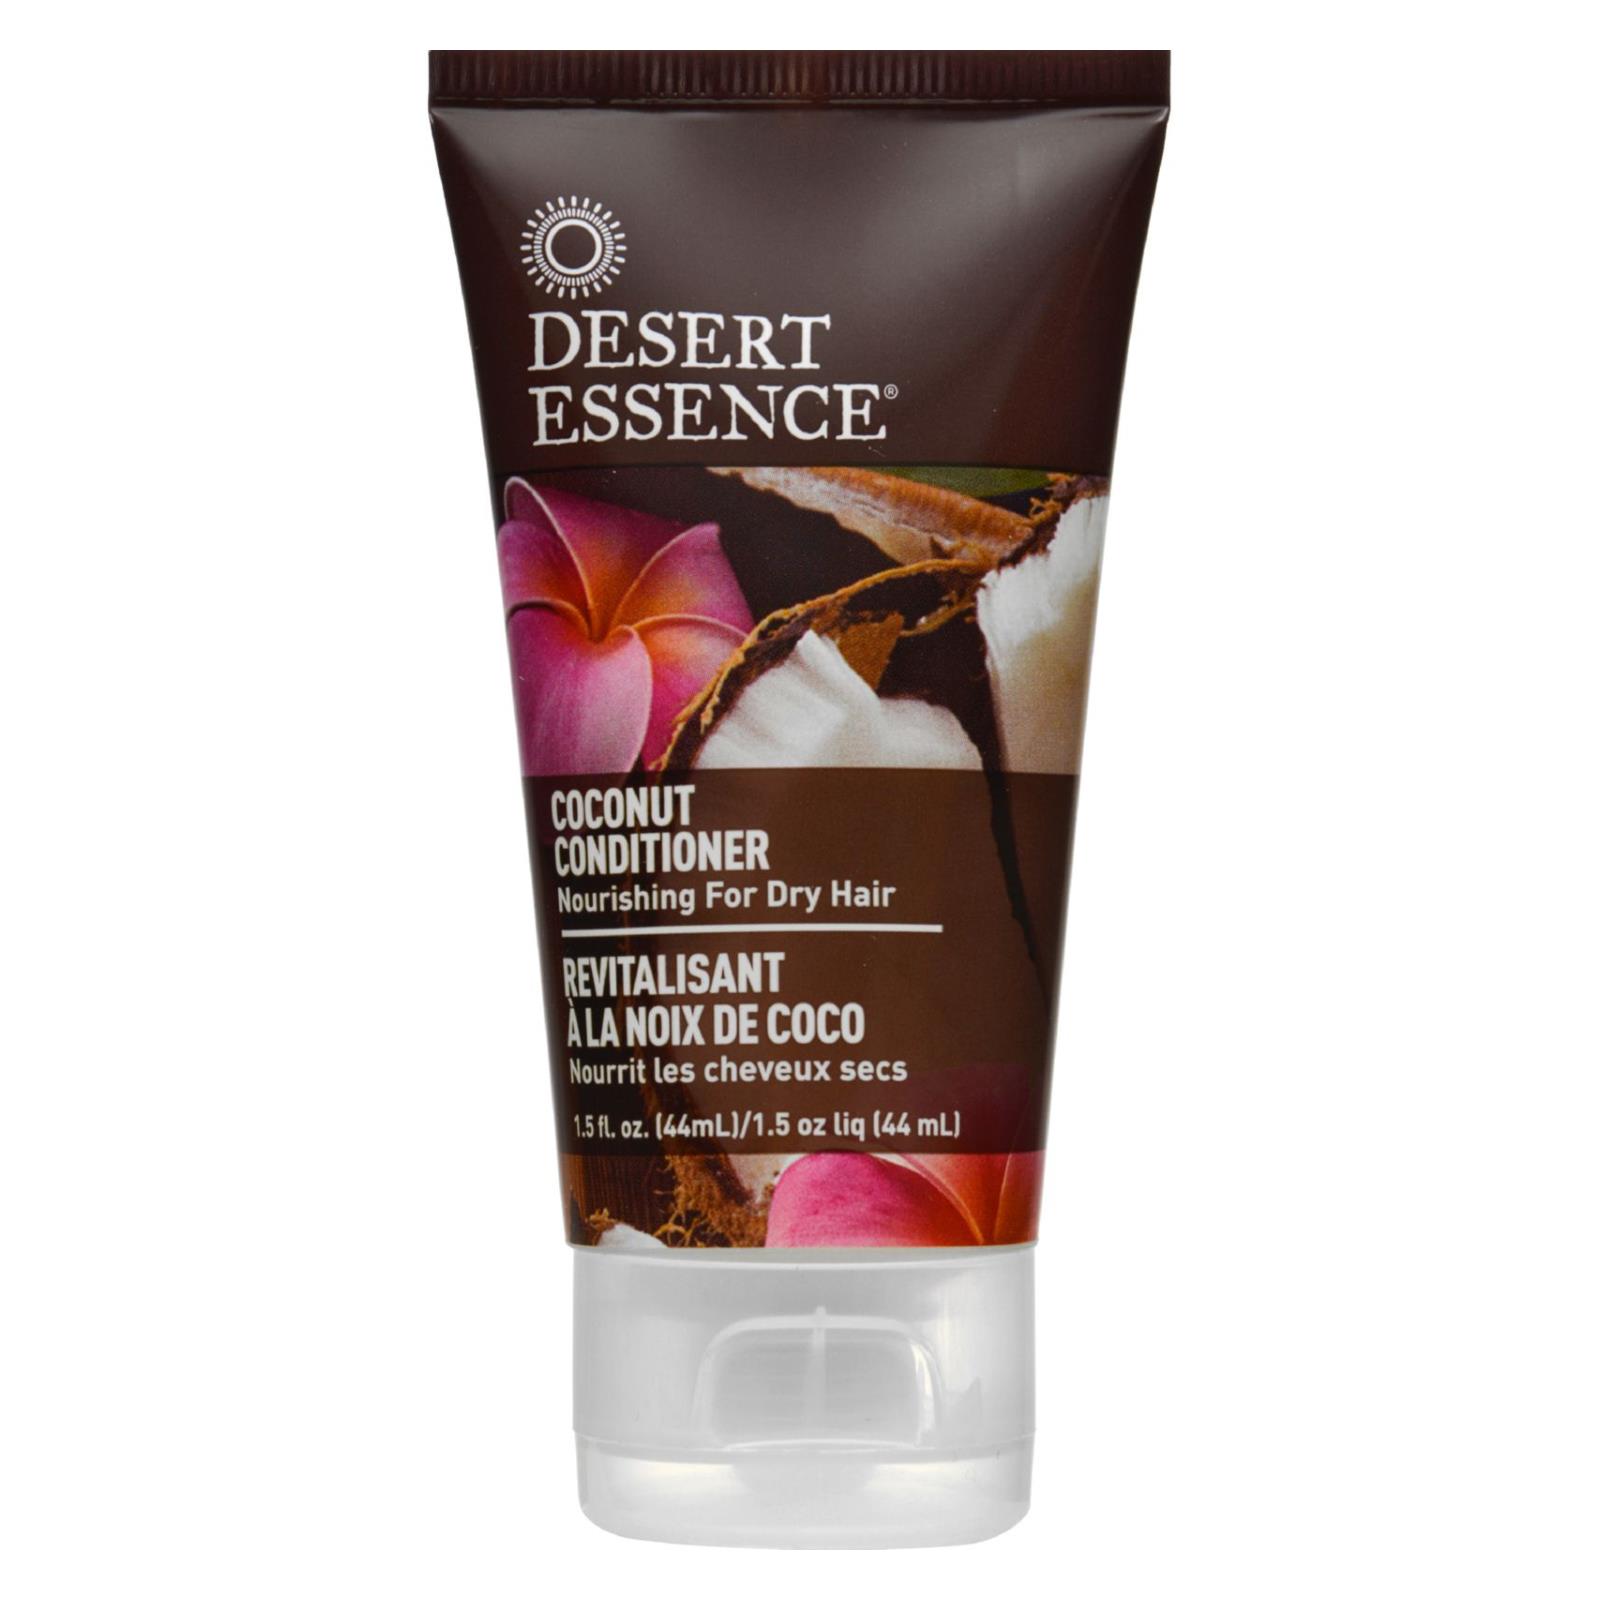 DESERT
ESSENCE®
COCONUT
CONDITIONER
Nourishing For Dry Hair
REVITALISANT
À LA NOIX DE COCO
Nourrit les cheveux secs
1.5 fl. oz. (44mL)/1.5 oz liq (44 mL)